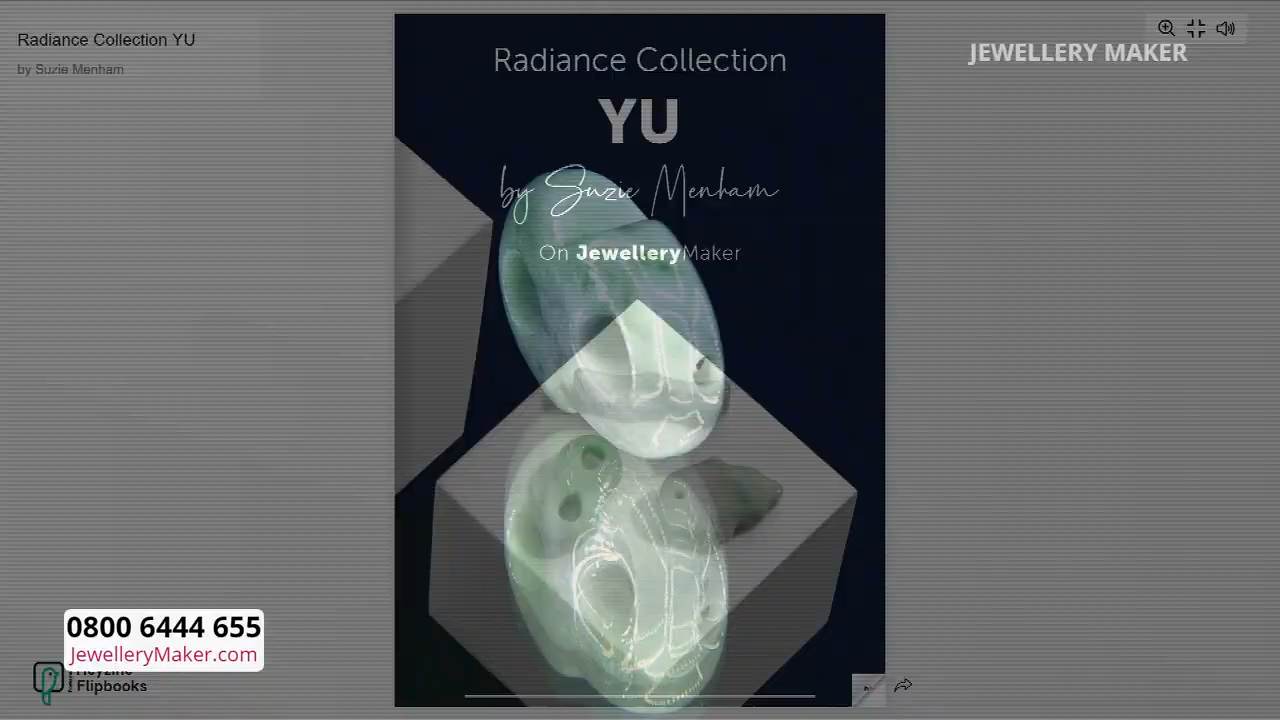 Radiance Collection YU
by Suzie Menham
Radiance Collection
YU
by Suzie Menham
On JewelleryMaker
JEWELLERY MAKER
0800 6444 655
JewelleryMaker.com
Heyzine
Flipbooks